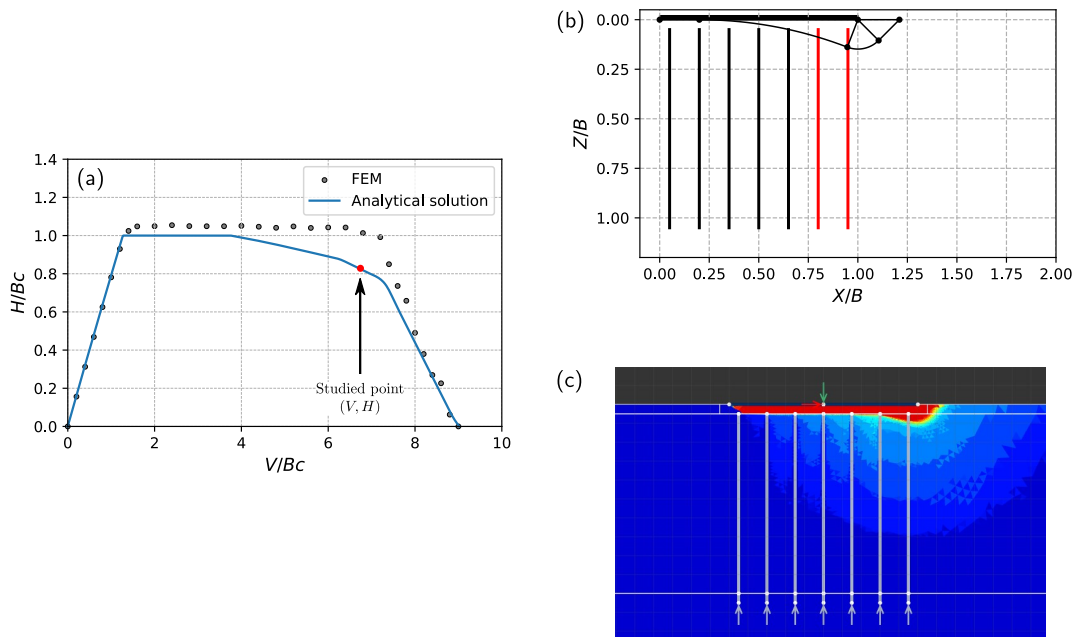 (a)
FEM
Analytical solution
H/Bc
1.4
1.2
1.0
0.8
0.6
0.4
0.2
0.0
Studied point
(V, H)
0 2 4 6 8 10
V/Bc
(b)
Z/B
0.00
0.25
0.50
0.75
1.00
0.00 0.25 0.50 0.75 1.00 1.25 1.50 1.75 2.00
X/B
(c)